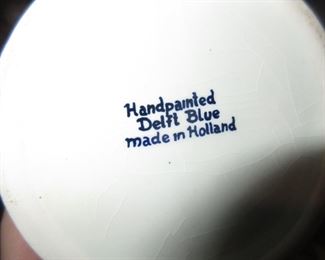 Handpainted
Delft Blue
made in Holland